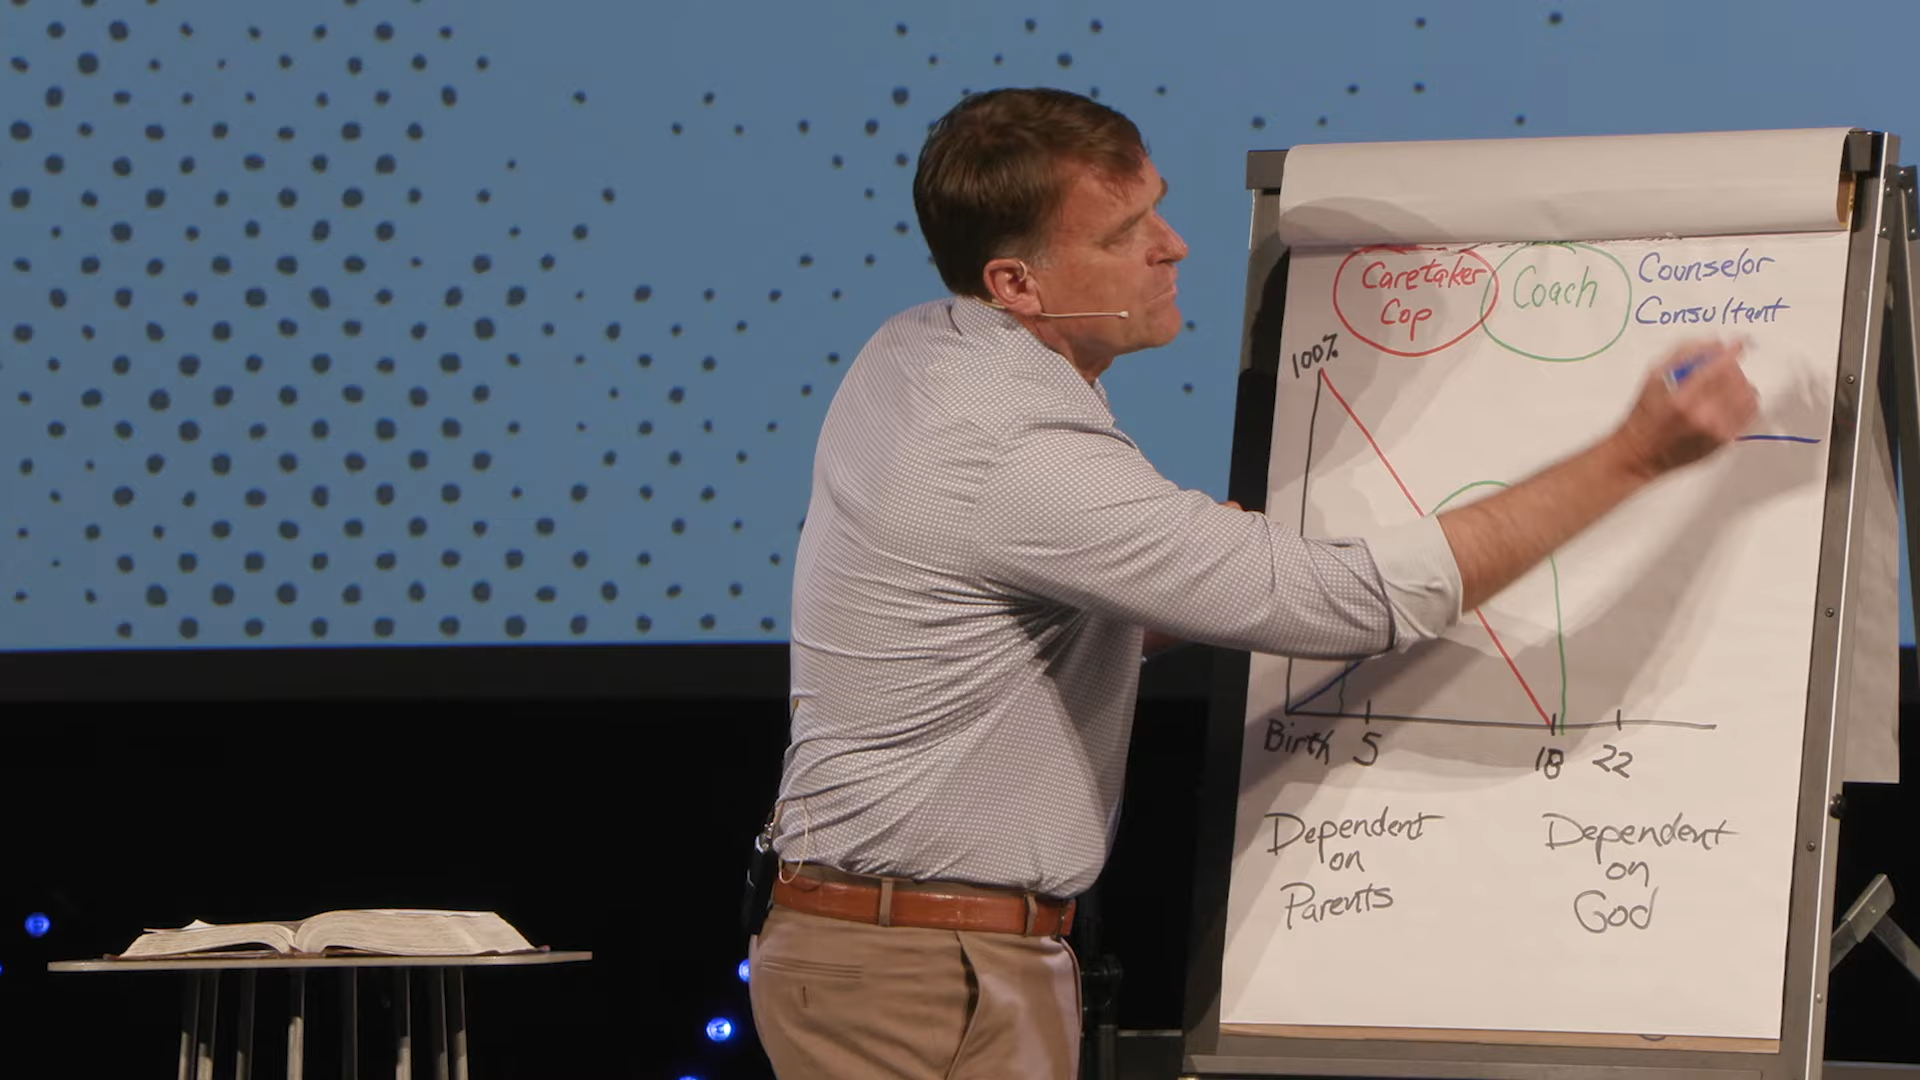 Caretaker
Cop
Coach
Counselor
Consultant
100%
Birth 5 18 22
Dependent
on
Parents
Dependent
on
God